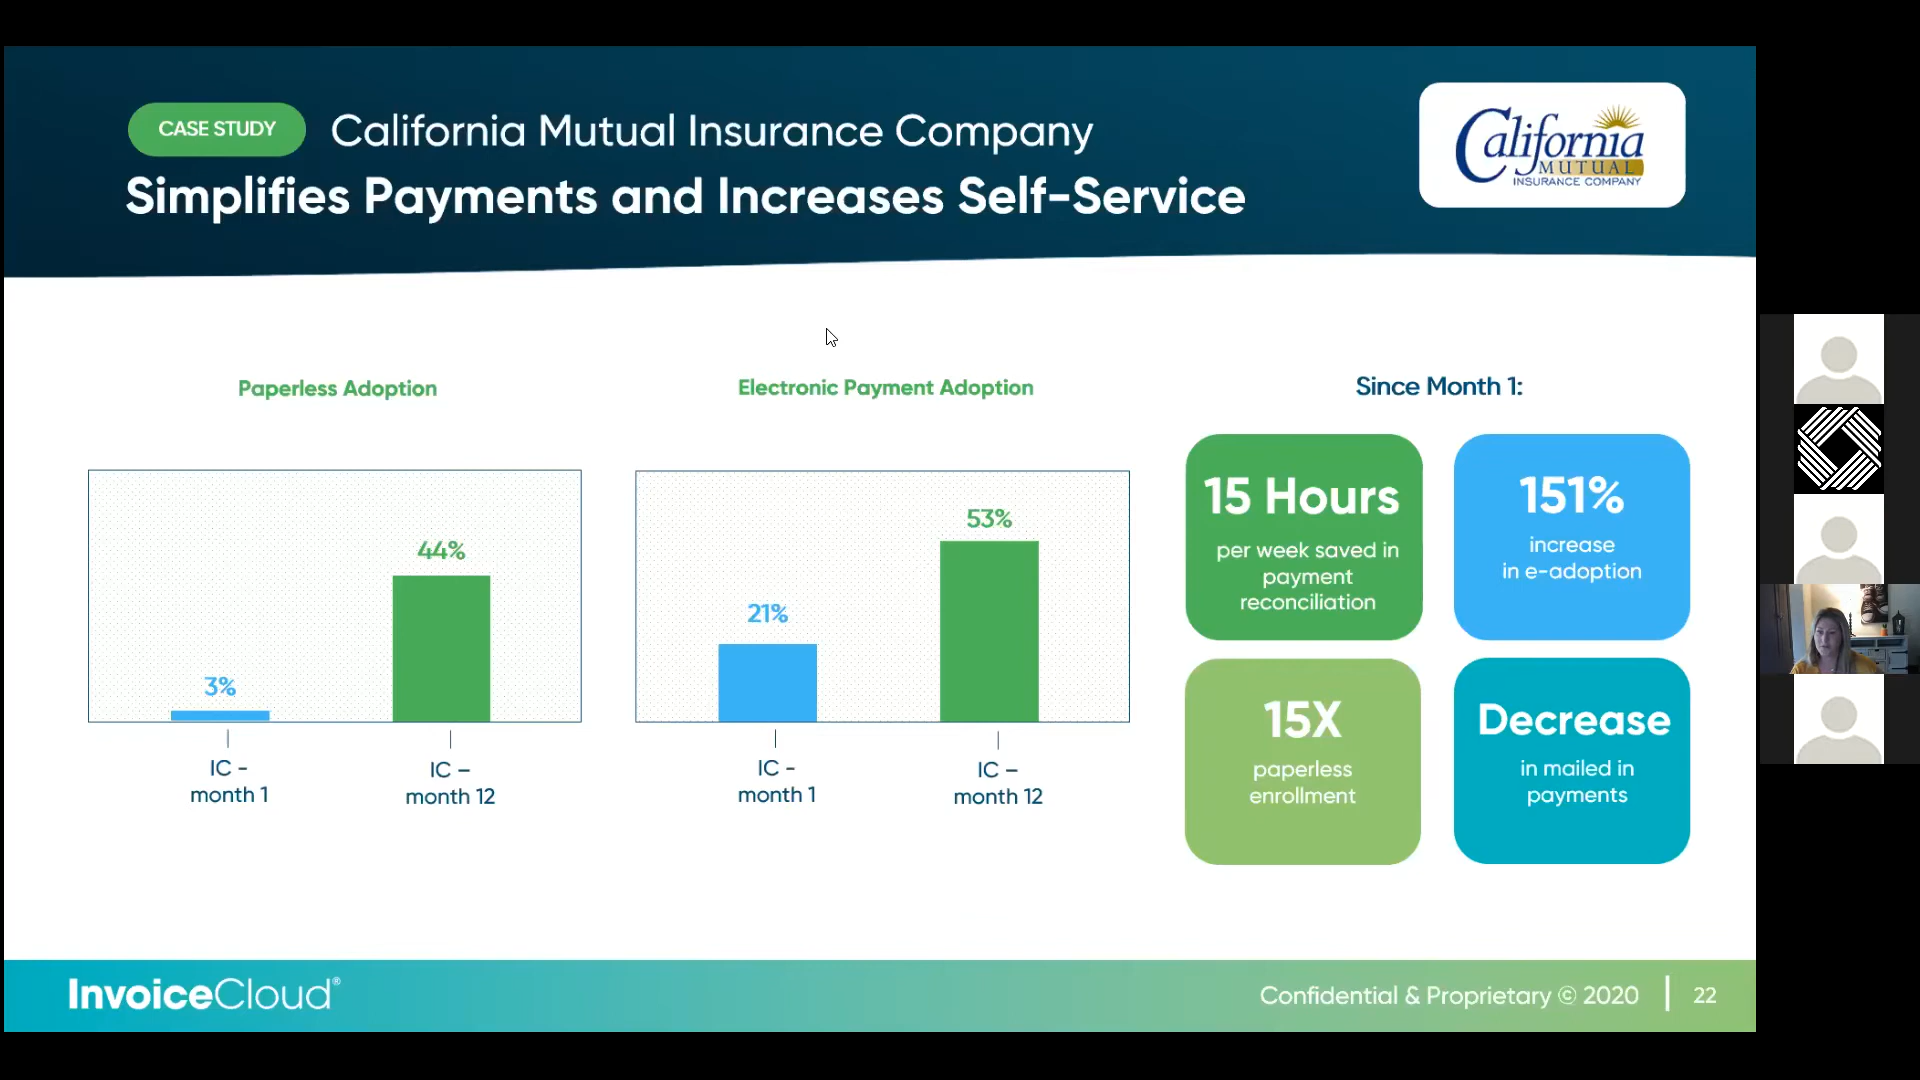 CASE STUDY California Mutual Insurance Company
Simplifies Payments and Increases Self-Service
California
MUTUAL
INSURANCE COMPANY
Paperless Adoption
44%
3%
IC -
month 1
IC –
month 12
Electronic Payment Adoption
53%
21%
IC -
month 1
IC –
month 12
Since Month 1:
15 Hours
per week saved in
payment
reconciliation
151%
increase
in e-adoption
15X
paperless
enrollment
Decrease
in mailed in
payments
InvoiceCloud®
Confidential & Proprietary © 2020 | 22